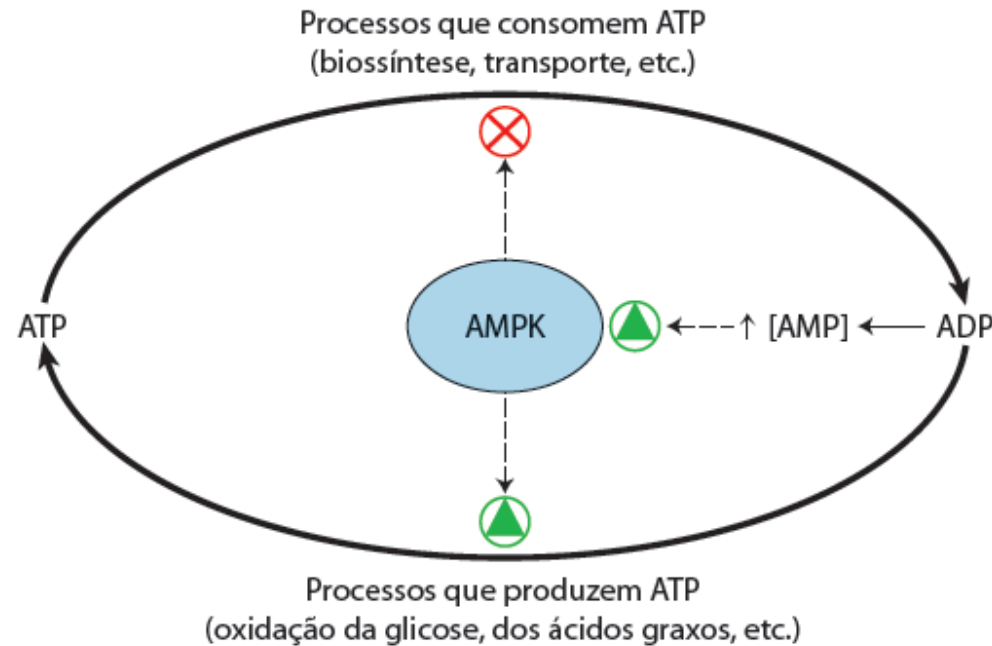 Processos que consomem ATP
(biossíntese, transporte, etc.)
ATP
AMPK
↑ [AMP]
ADP
Processos que produzem ATP
(oxidação da glicose, dos ácidos graxos, etc.)